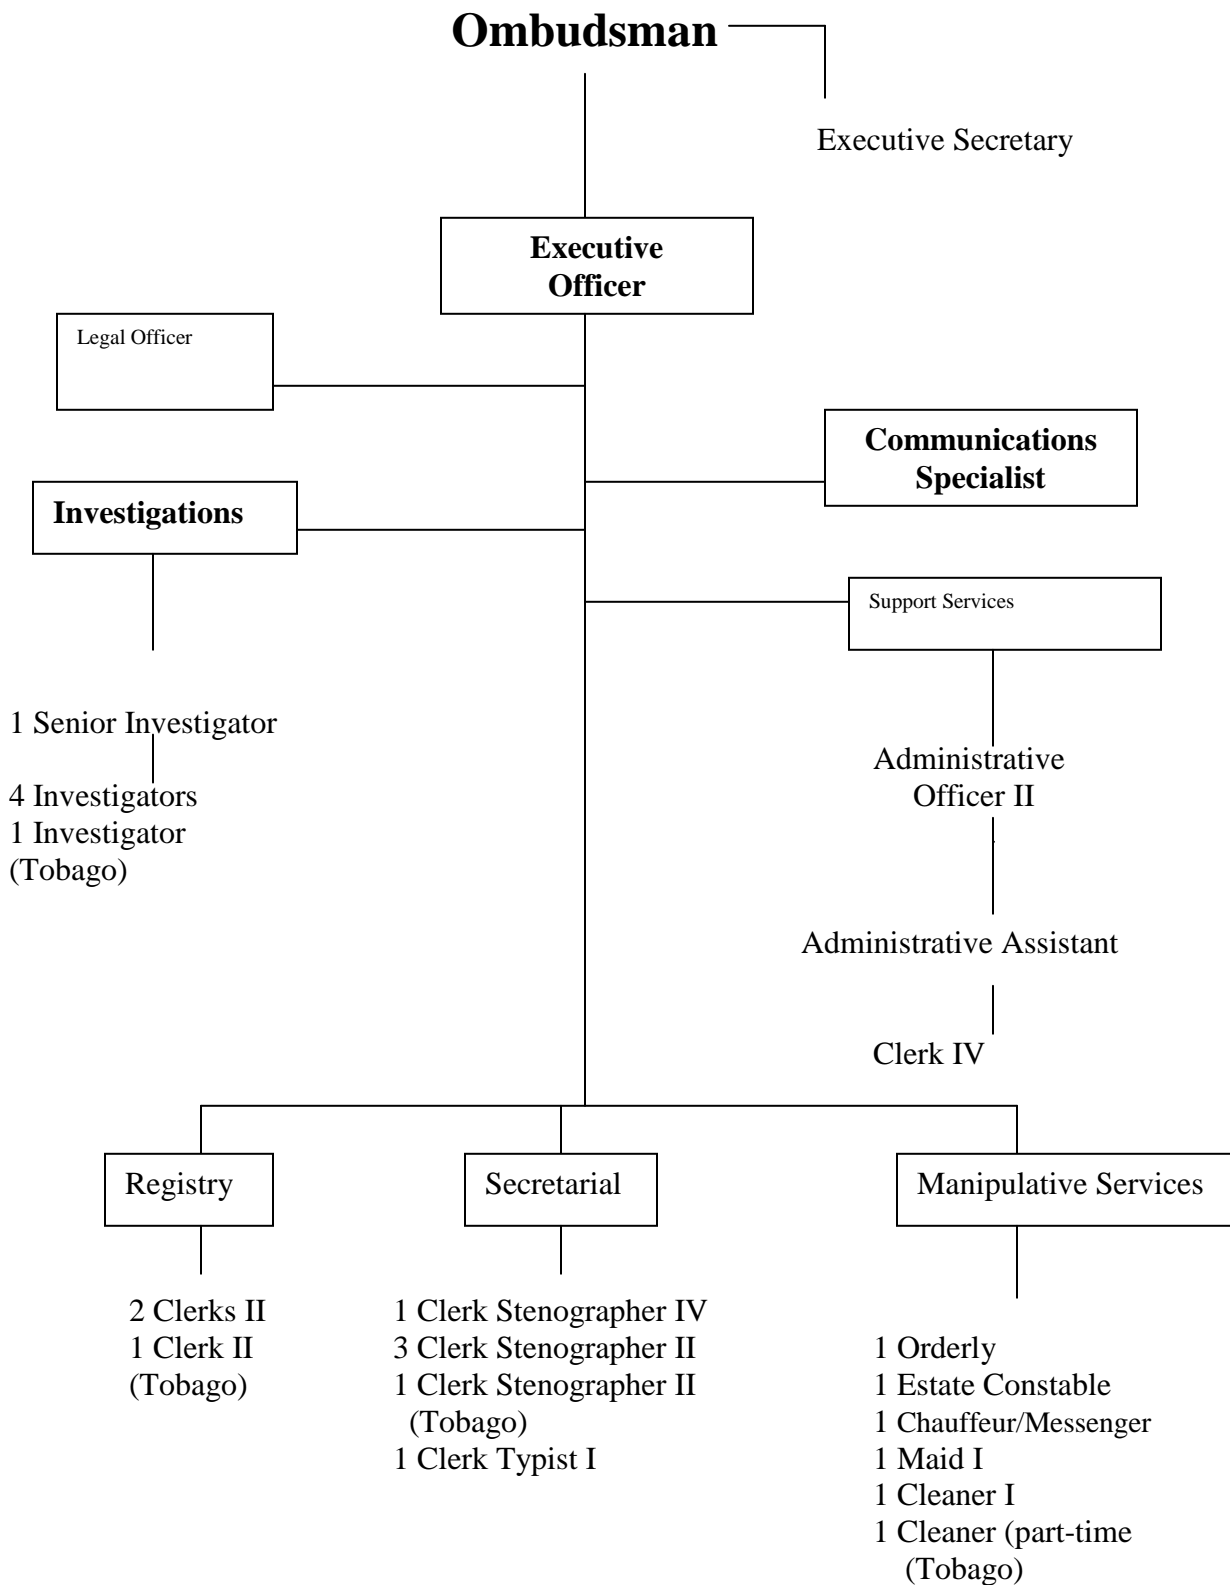 Ombudsman
Executive Secretary
Executive
Officer
Legal Officer
Communications
Specialist
Investigations
Support Services
1 Senior Investigator
4 Investigators
1 Investigator
(Tobago)
Administrative
Officer II
Administrative Assistant
Clerk IV
Registry
2 Clerks II
1 Clerk II
(Tobago)
Secretarial
1 Clerk Stenographer IV
3 Clerk Stenographer II
1 Clerk Stenographer II
(Tobago)
1 Clerk Typist I
Manipulative Services
1 Orderly
1 Estate Constable
1 Chauffeur/Messenger
1 Maid I
1 Cleaner I
1 Cleaner (part-time
(Tobago)